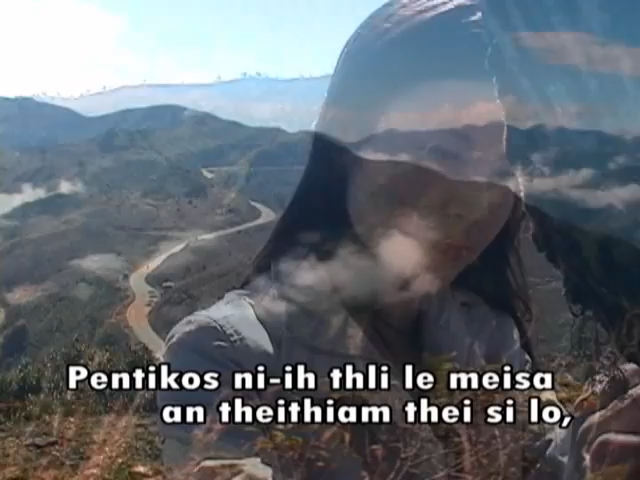 Pentikos ni-ih thli le meisa
an theithiam thei si lo,